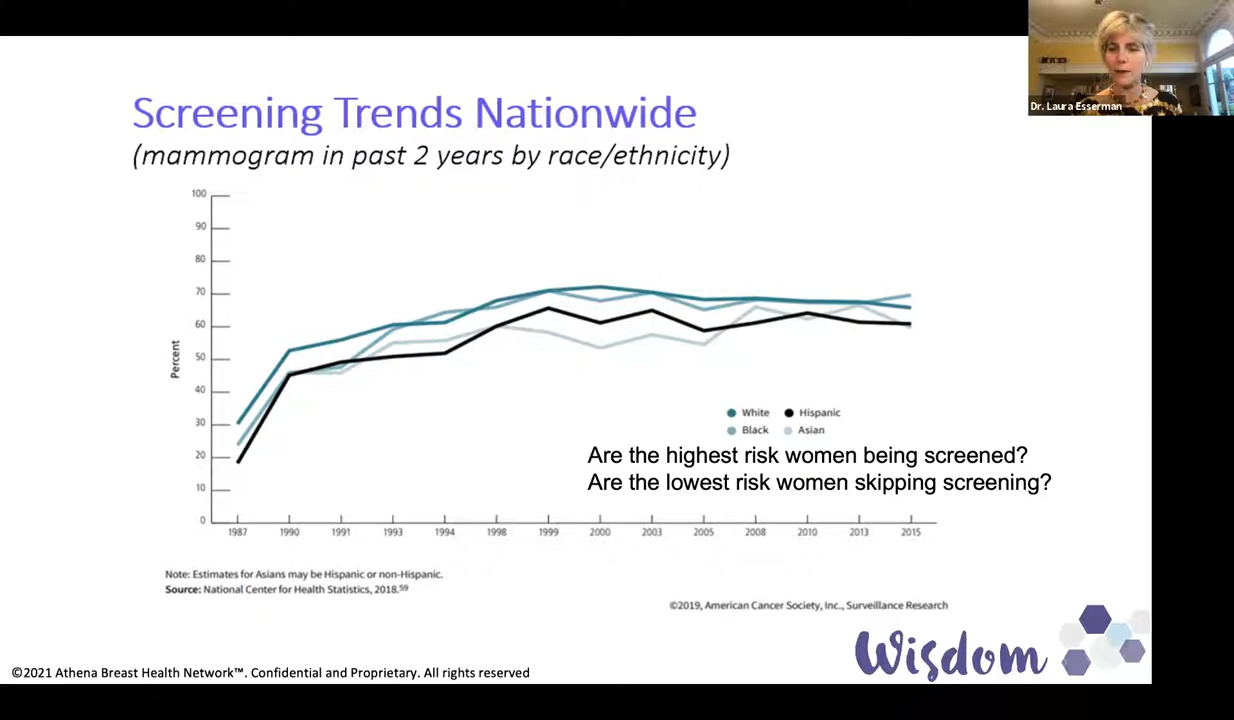 Dr. Laura Esserman
Screening Trends Nationwide
(mammogram in past 2 years by race/ethnicity)
100
90
80
70
60
50
40
30
20
10
0
Percent
1987 1990 1991 1993 1994 1998 1999 2000 2003 2005 2008 2010 2013 2015
White Hispanic
Black Asian
Are the highest risk women being screened?
Are the lowest risk women skipping screening?
Note: Estimates for Asians may be Hispanic or non-Hispanic.
Source: National Center for Health Statistics, 2018.59
©2019, American Cancer Society, Inc., Surveillance Research
Wisdom
©2021 Athena Breast Health Network™. Confidential and Proprietary. All rights reserved